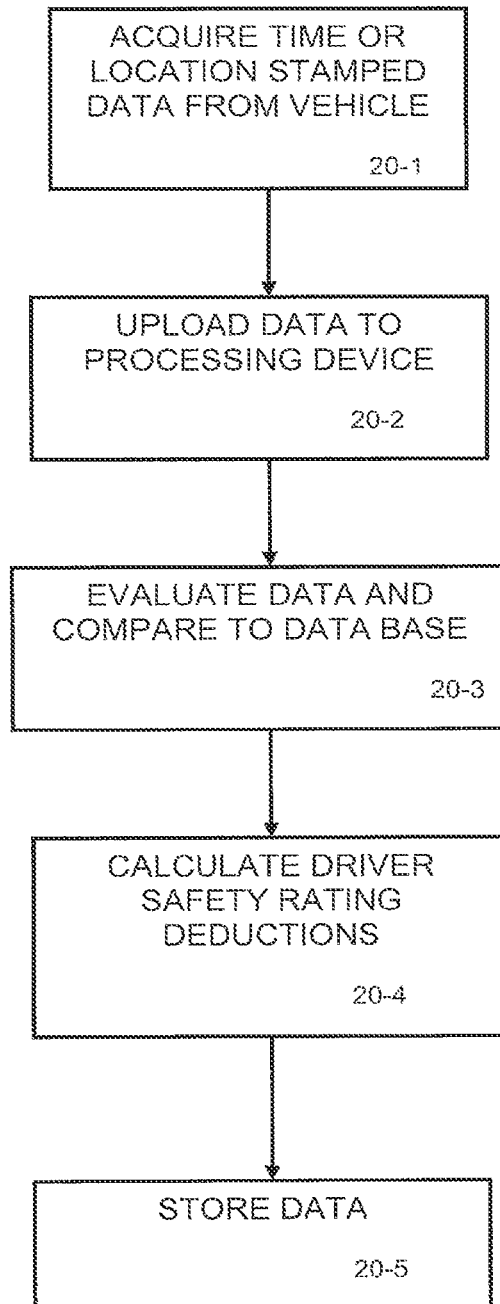 ACQUIRE TIME OR
LOCATION STAMPED
DATA FROM VEHICLE
20-1
UPLOAD DATA TO
PROCESSING DEVICE
20-2
EVALUATE DATA AND
COMPARE TO DATA BASE
20-3
CALCULATE DRIVER
SAFETY RATING
DEDUCTIONS
20-4
STORE DATA
20-5